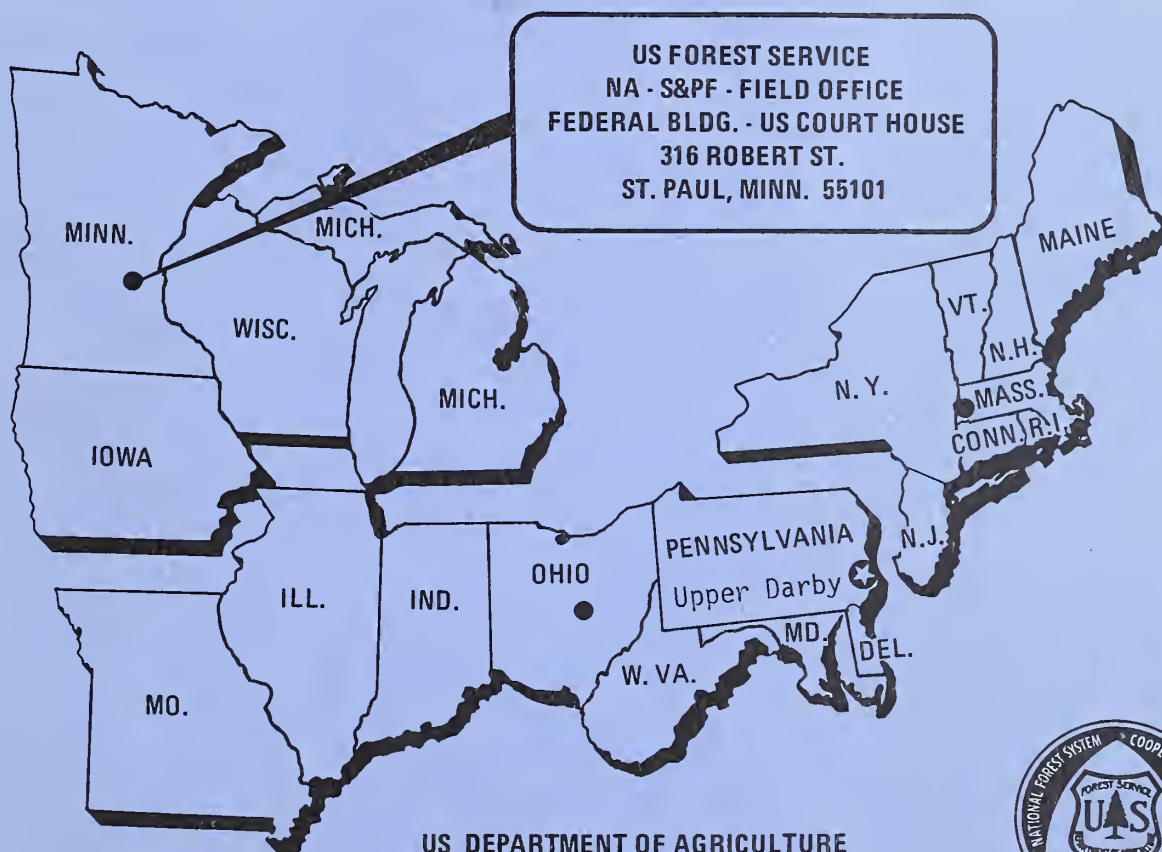 US FOREST SERVICE
NA - S&PF - FIELD OFFICE
FEDERAL BLDG. - US COURT HOUSE
316 ROBERT ST.
ST. PAUL, MINN. 55101
MINN.
MICH.
MAINE
WISC.
VT.
N.H.
MICH.
N.Y.
MASS.
IOWA
CONN.
R.I.
PENNSYLVANIA
N.J.
OHIO
Upper Darby
ILL.
IND.
MD.
DEL.
W. VA.
MO.
NATIONAL FOREST SYSTEM
FOREST SERVICE
U S
US DEPARTMENT OF AGRICULTURE